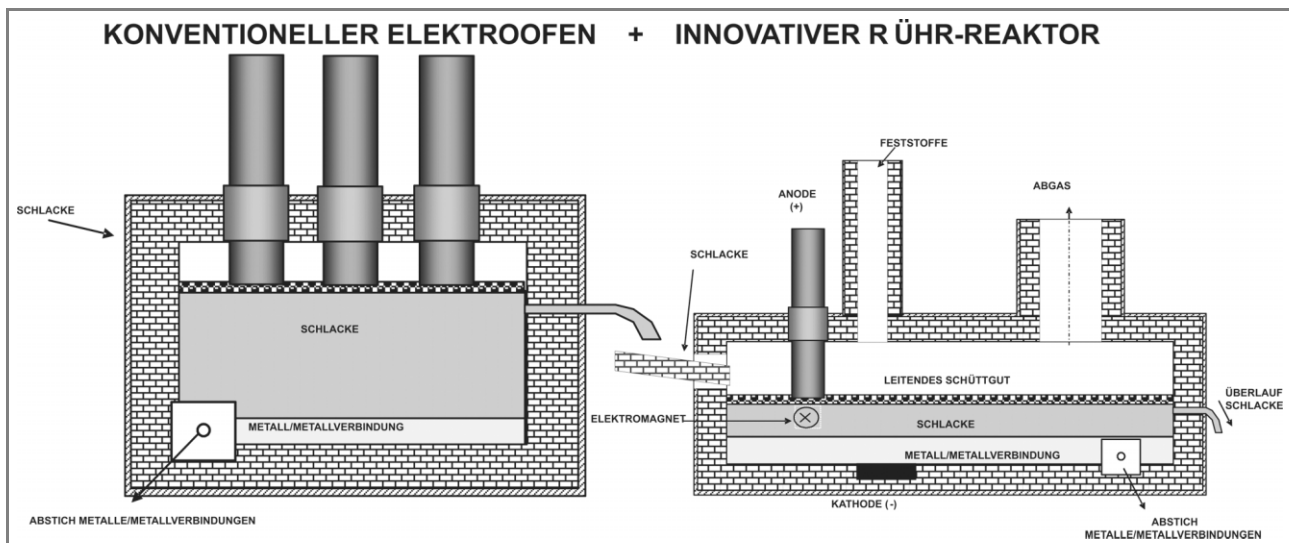 KONVENTIONELLER ELEKTROOFEN + INNOVATIVER R ÜHR-REAKTOR
SCHLACKE
SCHLACKE
METALL/METALLVERBINDUNG
ABSTICH METALLE/METALLVERBINDUNGEN
FESTSTOFFE
ANODE
(+)
ABGAS
SCHLACKE
LEITENDES SCHÜTTGUT
ELEKTROMAGNET
SCHLACKE
ÜBERLAUF
SCHLACKE
METALL/METALLVERBINDUNG
KATHODE (-)
ABSTICH
METALLE/METALLVERBINDUNGEN